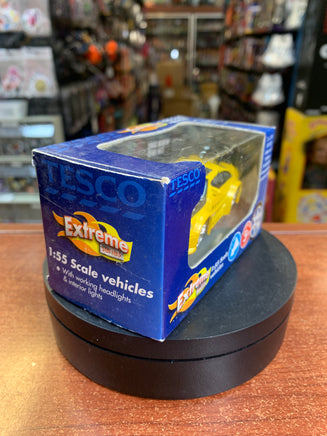 TESCO
Extreme
1:55 Scale vehicles
• With working headlights
& interior lights
TESCO
Extreme